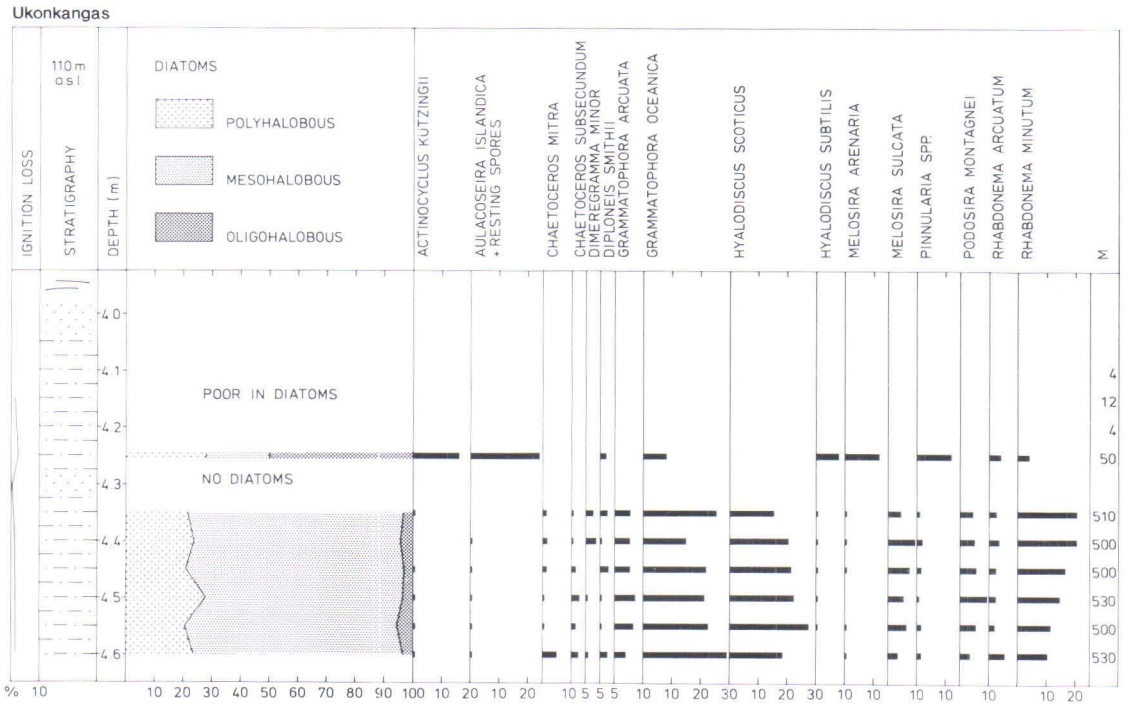 Ukonkangas
IGNITION LOSS
STRATIGRAPHY
110 m
a s l.
DEPTH (m)
DIATOMS
POLYHALOBOUS
MESOHALOBOUS
OLIGOHALOBOUS
ACTINOCYCLUS KÜTZINGII
AULACOSEIRA ISLANDICA
+ RESTING SPORES
CHAETOCEROS MITRA
CHAETOCEROS SUBSECUNDUM
DIMEREGRAMMA MINOR
DIPLONEIS SMITHII
GRAMMATOPHORA ARCUATA
GRAMMATOPHORA OCEANICA
HYALODISCUS SCOTICUS
HYALODISCUS SUBTILIS
MELOSIRA ARENARIA
MELOSIRA SULCATA
PINNULARIA SPP.
PODOSIRA MONTAGNEI
RHABDONEMA ARCUATUM
RHABDONEMA MINUTUM
M
4.0
4.1 4
POOR IN DIATOMS 12
4.2 4
50
NO DIATOMS
4.3
510
4.4 500
500
4.5 530
500
4.6 530
% 10 10 20 30 40 50 60 70 80 90 100 10 20 10 5 5 5 10 10 20 30 10 20 30 10 10 10 10 10 10 10 20